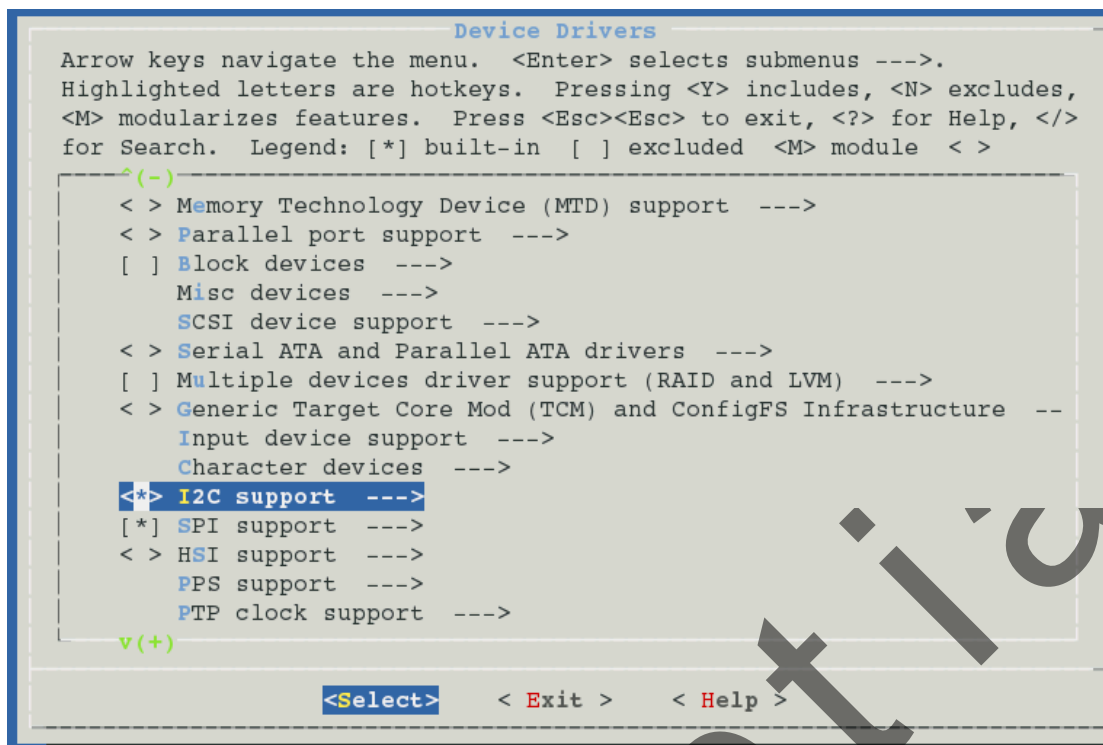 Device Drivers
Arrow keys navigate the menu.  <Enter> selects submenus --->.
Highlighted letters are hotkeys.  Pressing <Y> includes, <N> excludes,
<M> modularizes features.  Press <Esc><Esc> to exit, <?> for Help, </>
for Search.  Legend: [*] built-in  [ ] excluded  <M> module  < >
^(-)
< > Memory Technology Device (MTD) support  --->
< > Parallel port support  --->
[ ] Block devices  --->
Misc devices  --->
SCSI device support  --->
< > Serial ATA and Parallel ATA drivers  --->
[ ] Multiple devices driver support (RAID and LVM)  --->
< > Generic Target Core Mod (TCM) and ConfigFS Infrastructure  --
Input device support  --->
Character devices  --->
<*> I2C support  --->
[*] SPI support  --->
< > HSI support  --->
PPS support  --->
PTP clock support  --->
v(+)
<Select>    < Exit >    < Help >